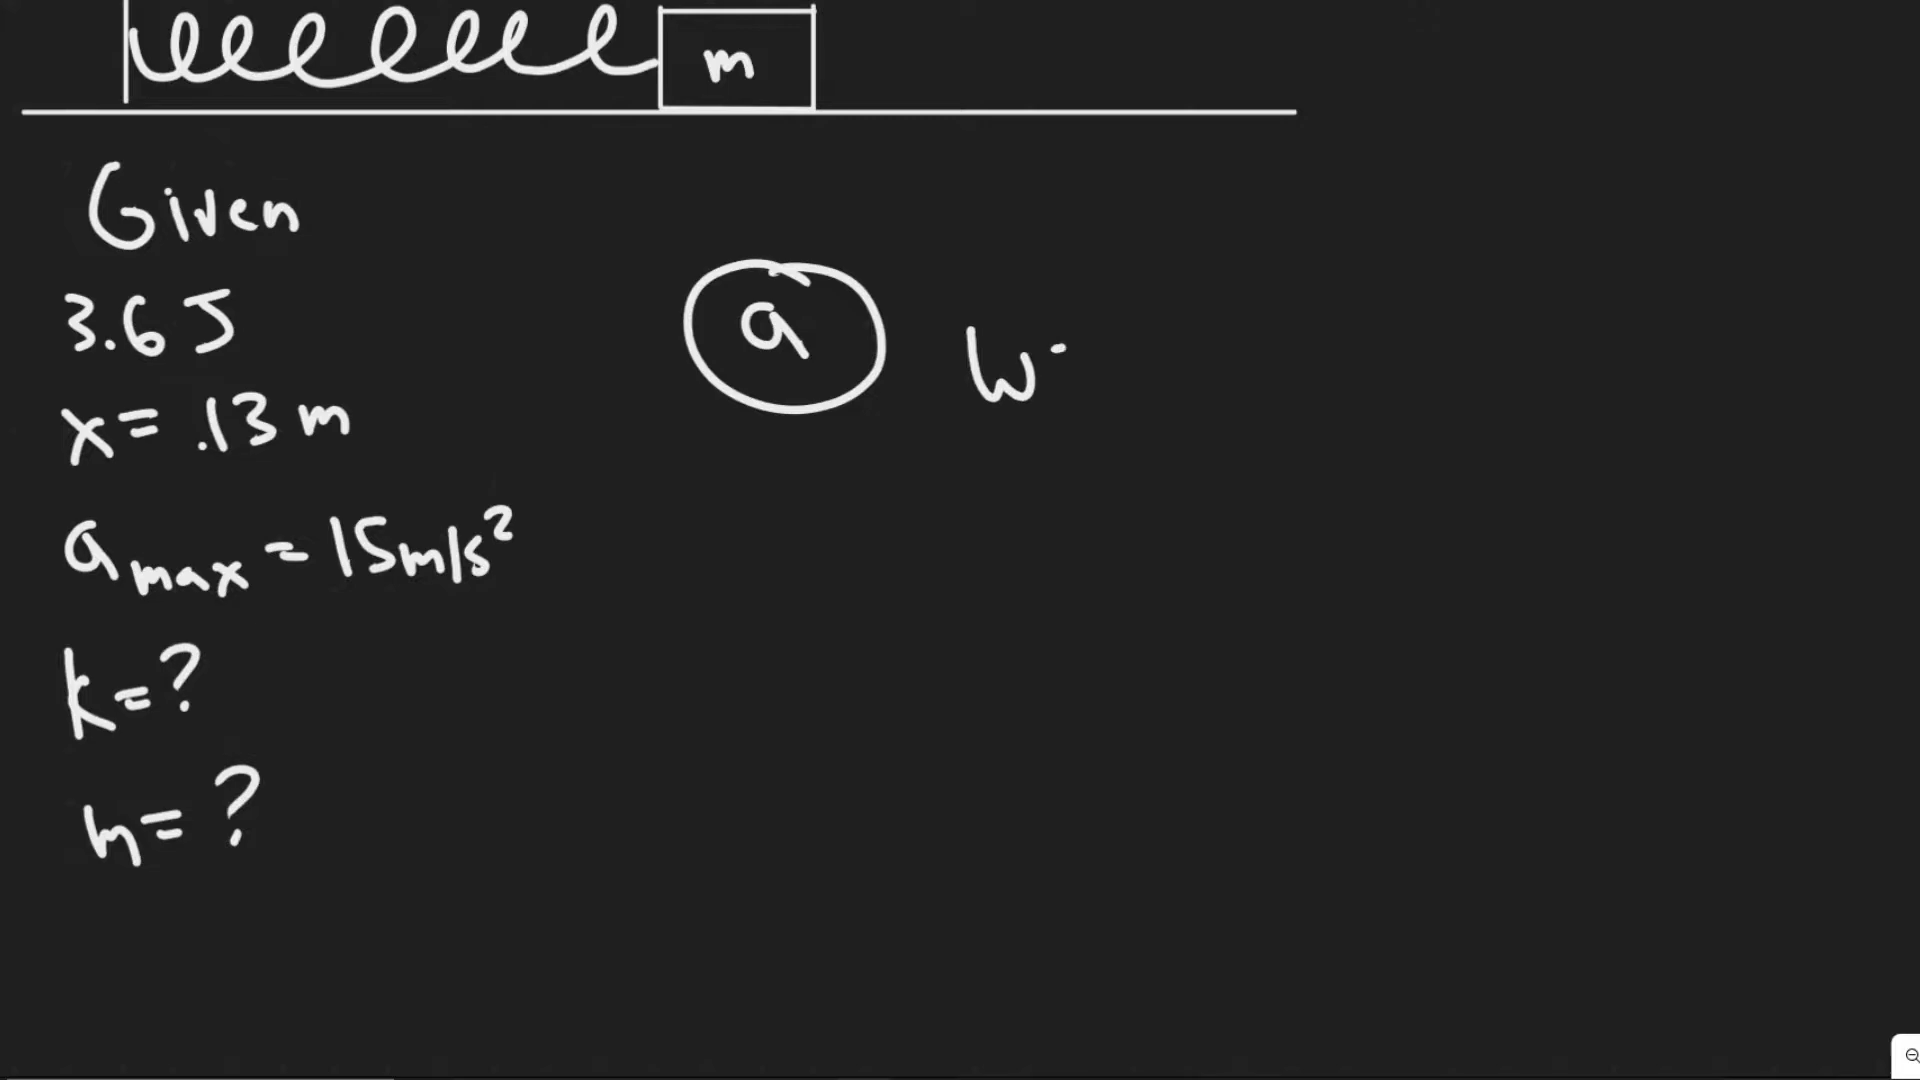 m
Given
3.6 J
x = .13 m
a max = 15 m/s²
k = ?
m = ?
a
W -